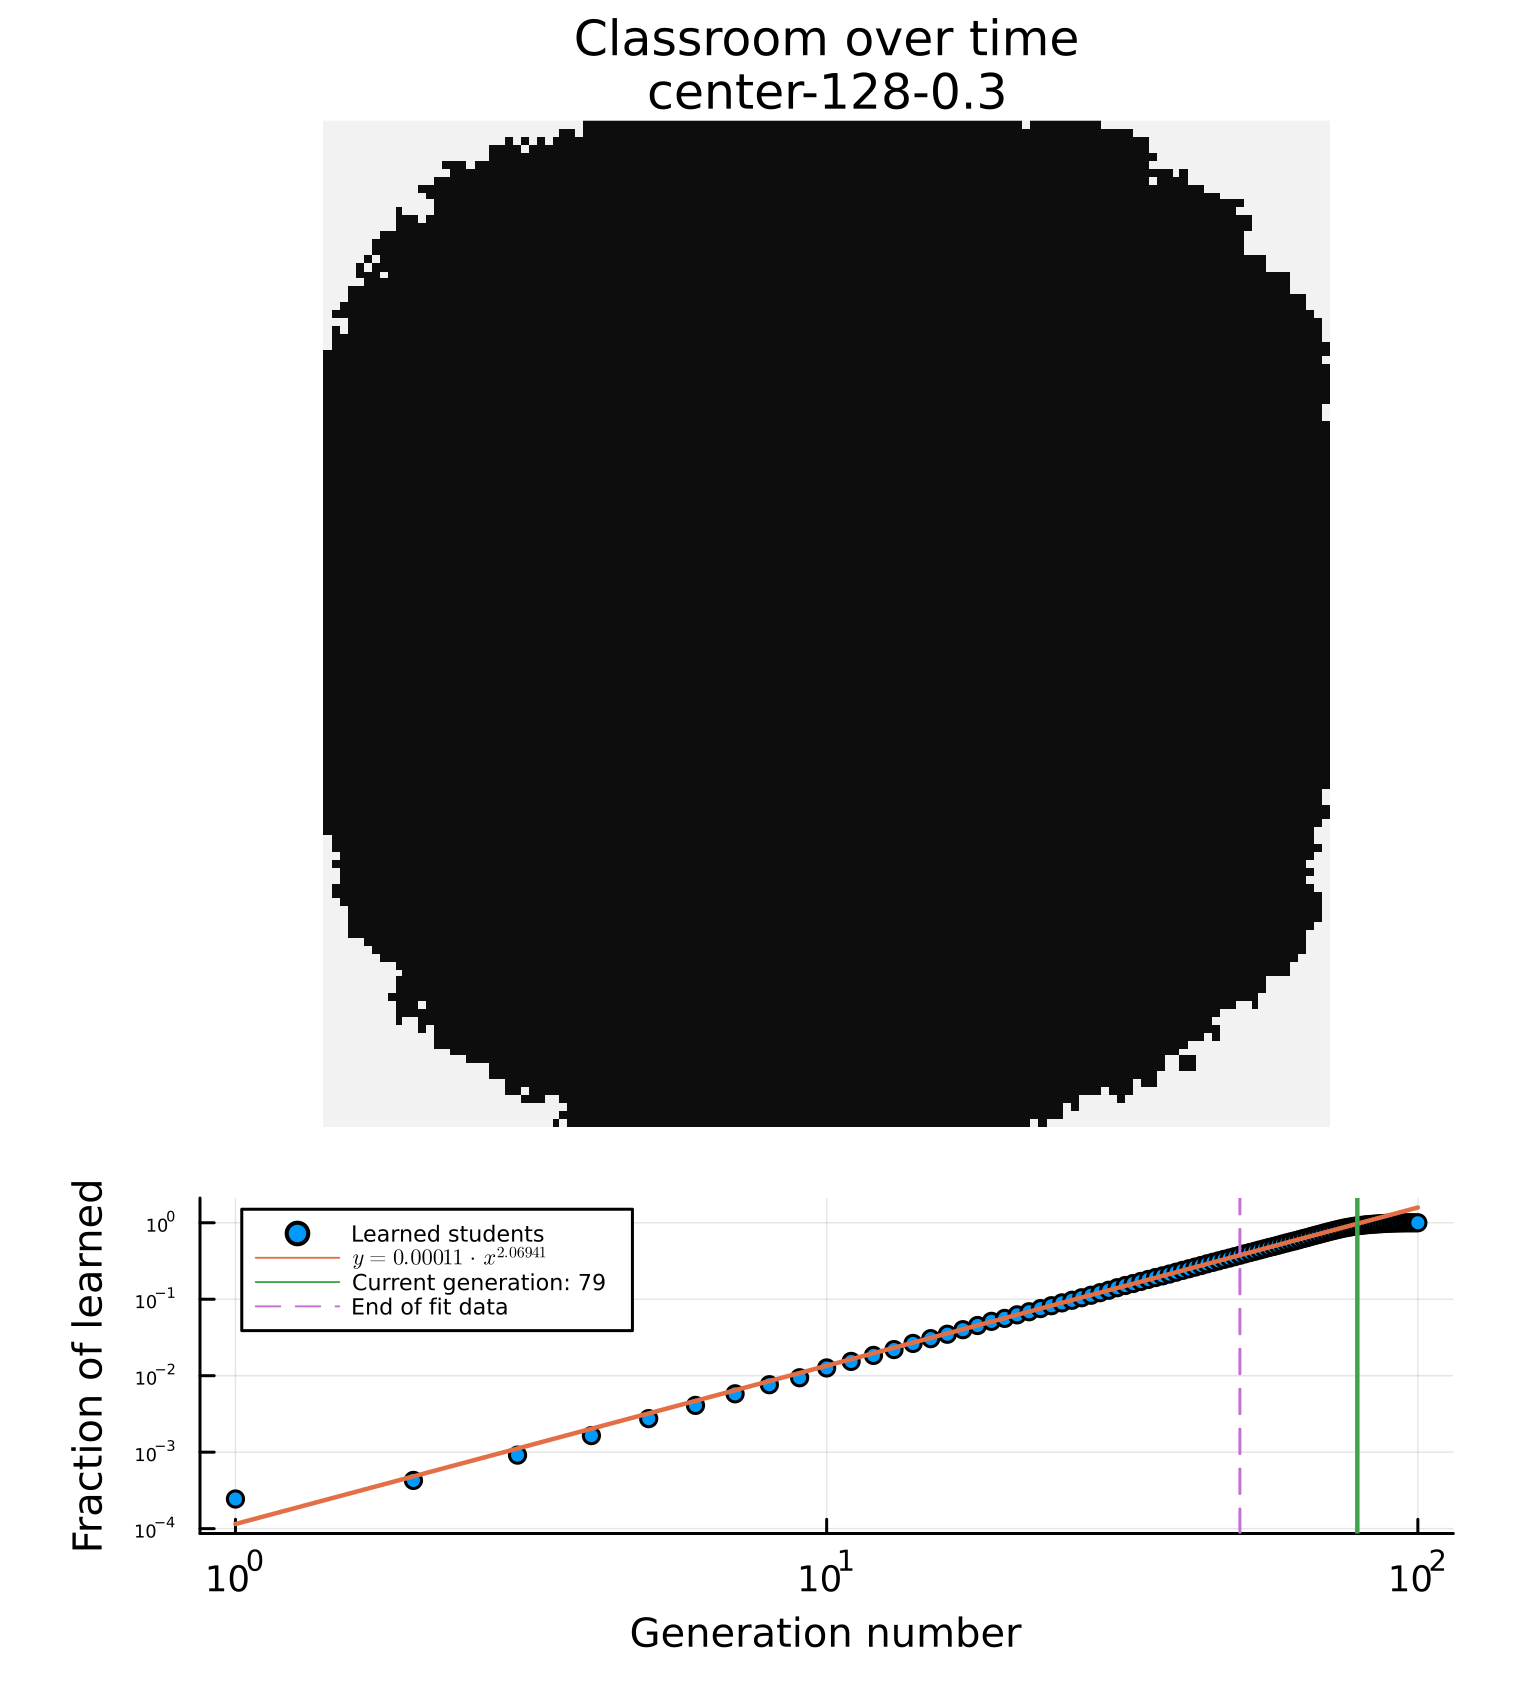 Classroom over time
center-128-0.3
Fraction of learned
10^0
10^-1
10^-2
10^-3
10^-4
Learned students
y = 0.00011 · x^2.06941
Current generation: 79
End of fit data
10^0 10^1 10^2
Generation number